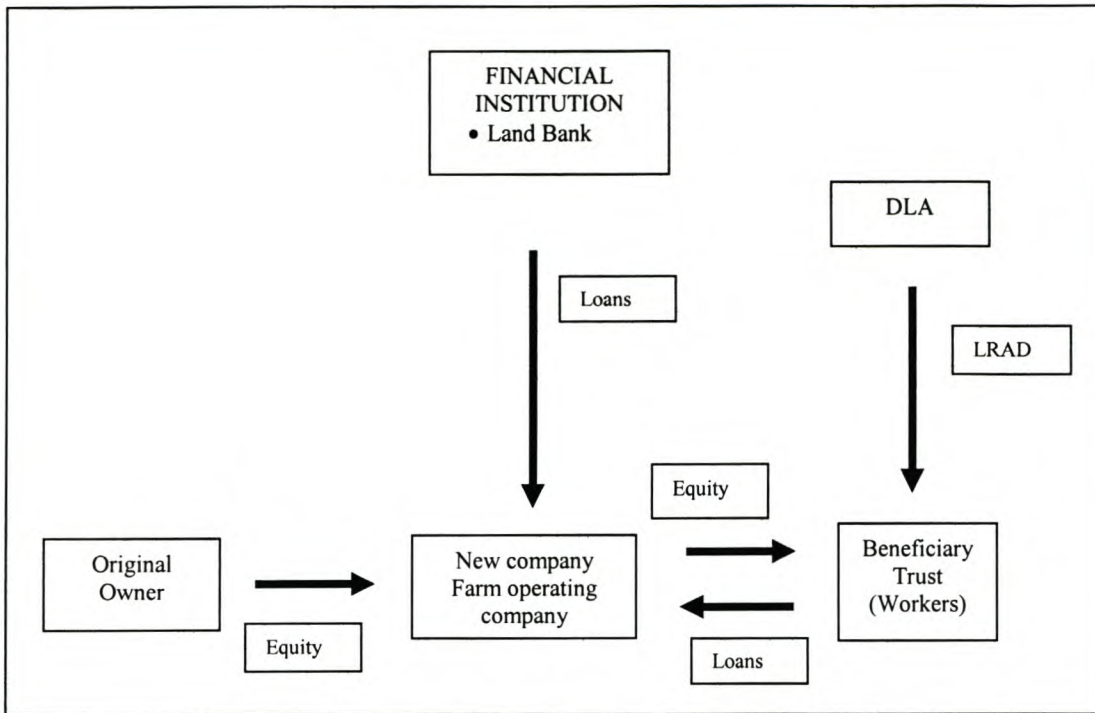 FINANCIAL
INSTITUTION
• Land Bank
DLA
Loans
LRAD
Equity
Original
Owner
New company
Farm operating
company
Beneficiary
Trust
(Workers)
Equity
Loans